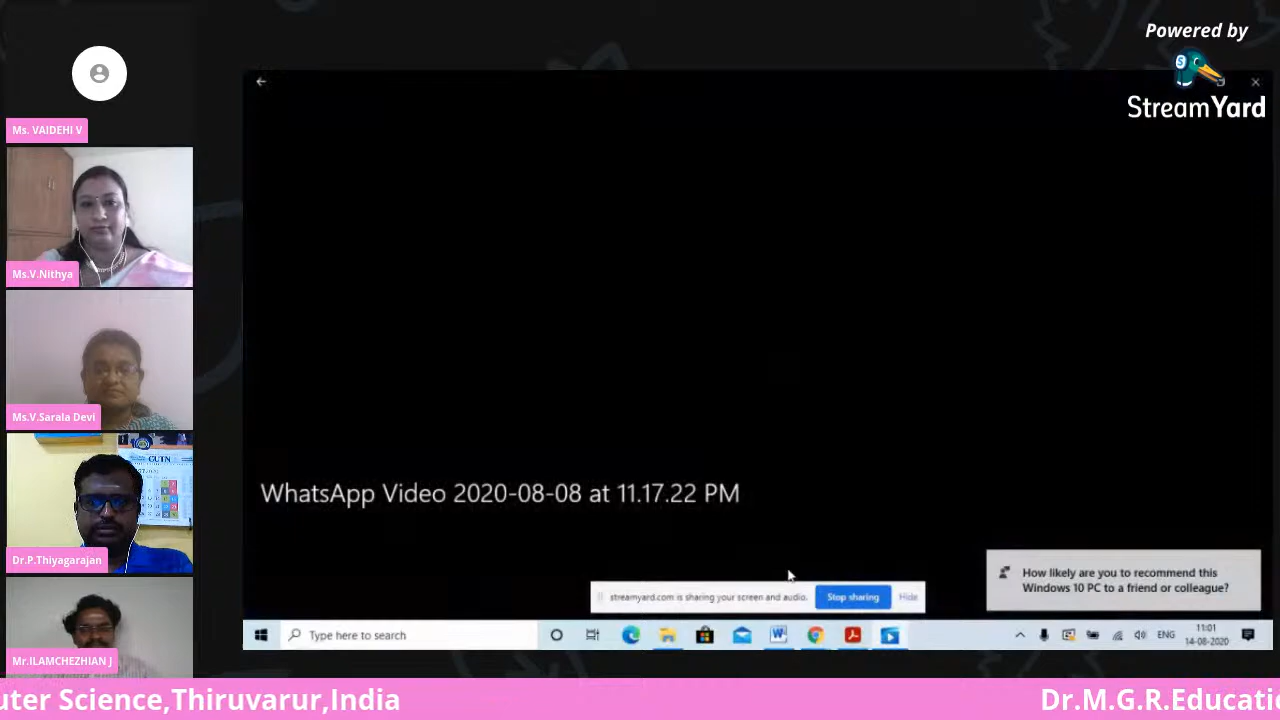 Powered by
StreamYard
Ms. VAIDEHI V
Ms.V.Nithya
Ms.V.Sarala Devi
GUTN
Dr.P.Thiyagarajan
Mr.ILAMCHEZHIAN J
WhatsApp Video 2020-08-08 at 11.17.22 PM
How likely are you to recommend this
Windows 10 PC to a friend or colleague?
streamyard.com is sharing your screen and audio.
Stop sharing
Hide
Type here to search
ENG
11:01
14-08-2020
uter Science,Thiruvarur,India
Dr.M.G.R.Educatio